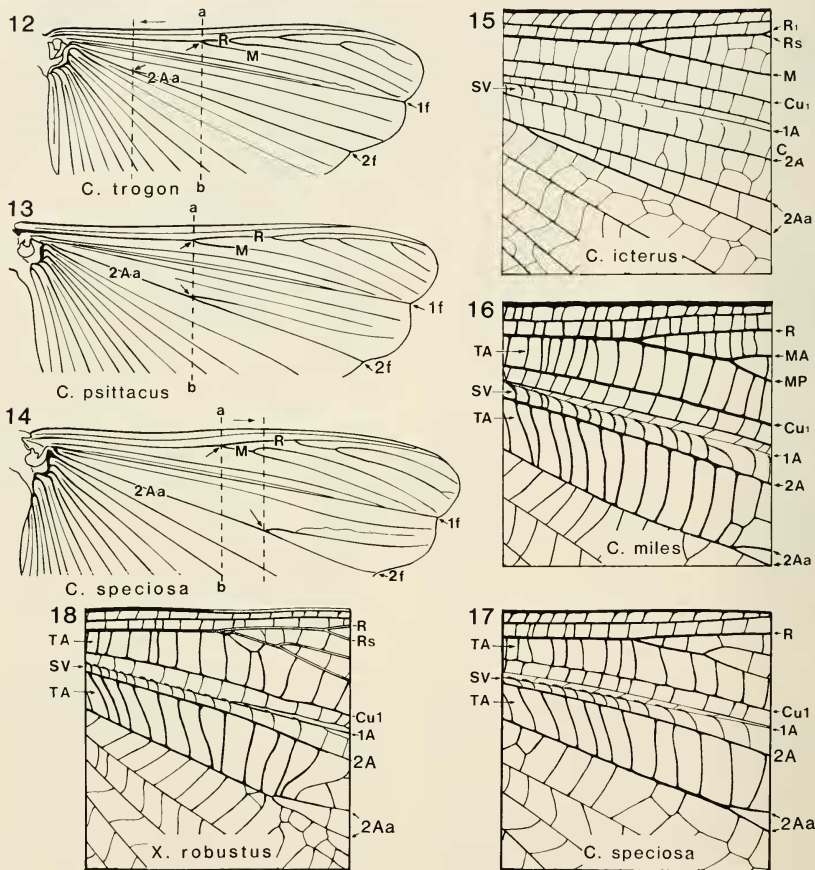 12
a
R
M
2Aa
1f
2f
C. trogon
b
13
a
R
M
2Aa
1f
2f
C. psittacus
b
14
a
R
M
2Aa
1f
2f
C. speciosa
b
15
R1
Rs
M
SV
Cu1
1A
C
2A
2Aa
C. icterus
16
R
TA
MA
MP
SV
TA
Cu1
1A
2A
C. miles
2Aa
18
R
TA
Rs
SV
TA
Cu1
1A
2A
2Aa
X. robustus
17
R
TA
SV
TA
Cu1
1A
2A
2Aa
C. speciosa